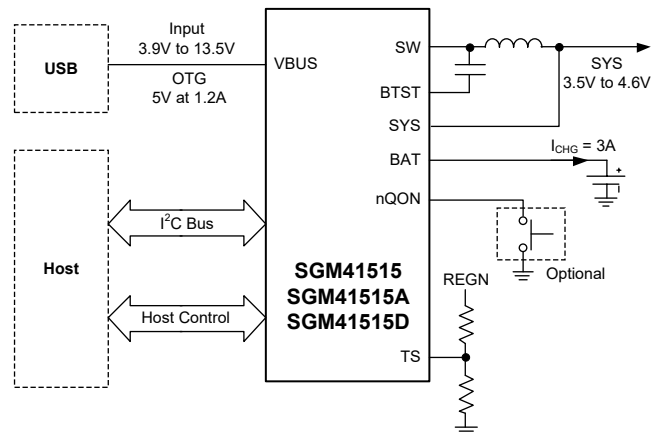 Input
3.9V to 13.5V
USB
OTG
5V at 1.2A
VBUS
SW
BTST
SYS
BAT
nQON
TS
SYS
3.5V to 4.6V
ICHG = 3A
+
Optional
REGN
Host
I2C Bus
Host Control
SGM41515
SGM41515A
SGM41515D